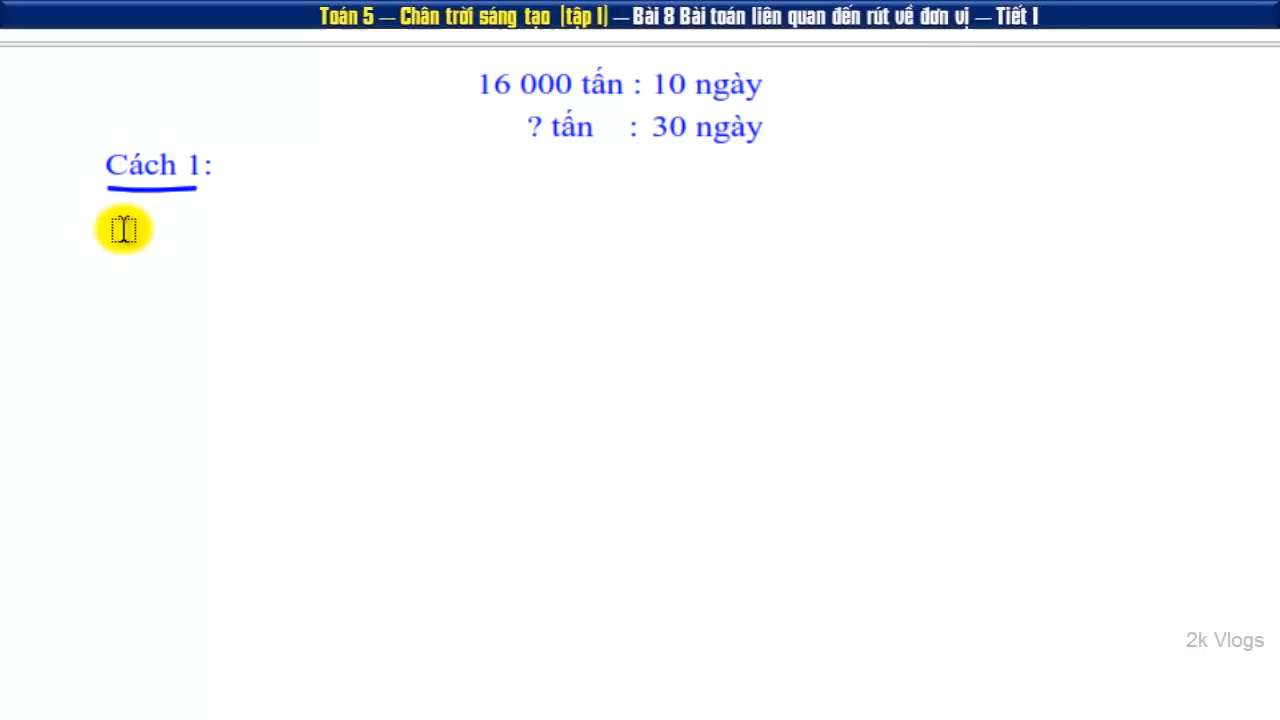 Toán 5 – Chân trời sáng tạo (tập 1) – Bài 8 Bài toán liên quan đến rút về đơn vị – Tiết 1
16 000 tấn : 10 ngày
? tấn : 30 ngày
Cách 1:
2k Vlogs